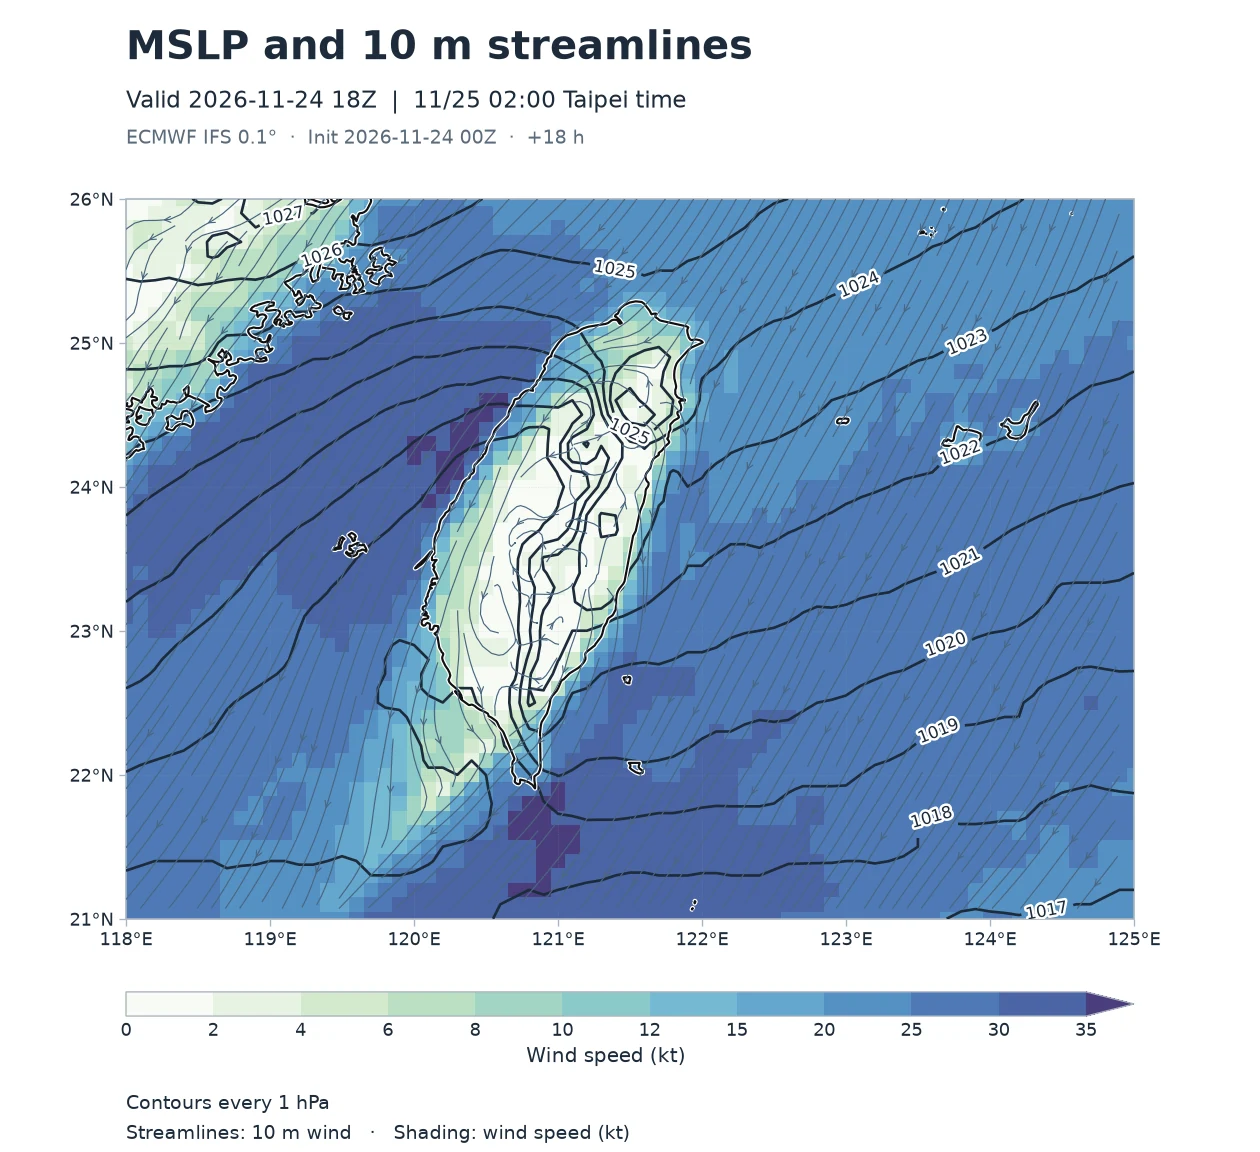 MSLP and 10 m streamlines
Valid 2026-11-24 18Z | 11/25 02:00 Taipei time
ECMWF IFS 0.1° · Init 2026-11-24 00Z · +18 h
26°N
25°N
24°N
23°N
22°N
21°N
1027
1026
1025
1024
1023
1025
1022
1021
1020
1019
1018
1017
118°E 119°E 120°E 121°E 122°E 123°E 124°E 125°E
0 2 4 6 8 10 12 15 20 25 30 35
Wind speed (kt)
Contours every 1 hPa
Streamlines: 10 m wind · Shading: wind speed (kt)